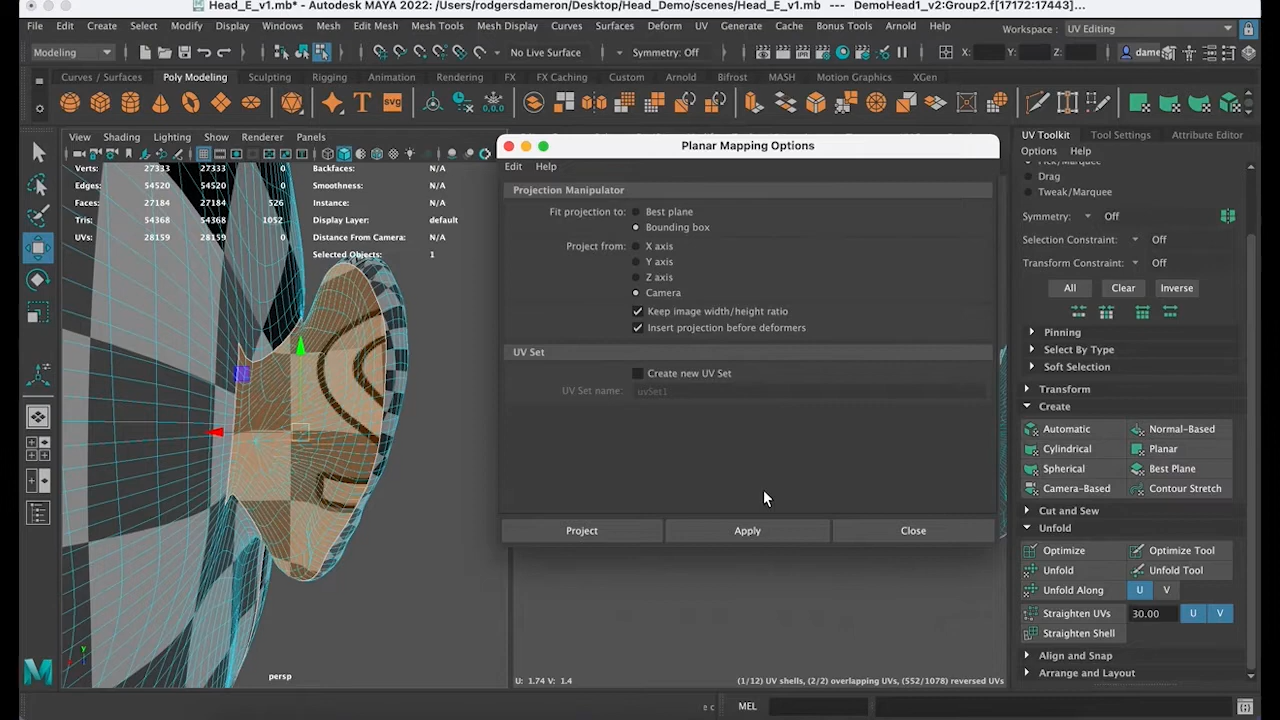 Head_E_v1.mb* - Autodesk MAYA 2022: /Users/rodgersdameron/Desktop/Head_Demo/scenes/Head_E_v1.mb --- DemoHead1_v2:Group2.f[17172:17443]...
File Edit Create Select Modify Display Windows Mesh Edit Mesh Mesh Tools Mesh Display Curves Surfaces Deform UV Generate Cache Bonus Tools Arnold Help
Workspace : UV Editing
Modeling No Live Surface Symmetry: Off X: Y: Z: dame
Curves / Surfaces Poly Modeling Sculpting Rigging Animation Rendering FX FX Caching Custom Arnold Bifrost MASH Motion Graphics XGen
View Shading Lighting Show Renderer Panels
Verts: 27333 27333 0
Edges: 54520 54520 0
Faces: 27184 27184 526
Tris: 54368 54368 1052
UVs: 28159 28159 0
Backfaces: N/A
Smoothness: N/A
Instance: N/A
Display Layer: default
Distance From Camera: N/A
Selected Objects: 1
persp
Planar Mapping Options
Edit Help
Projection Manipulator
Fit projection to: Best plane
Bounding box
Project from: X axis
Y axis
Z axis
Camera
Keep image width/height ratio
Insert projection before deformers
UV Set
Create new UV Set
UV Set name: uvSet1
Project Apply Close
U: 1.74 V: 1.4
(1/12) UV shells, (2/2) overlapping UVs, (552/1078) reversed UVs
UV Toolkit Tool Settings Attribute Editor
Options Help
Pick/Marquee
Drag
Tweak/Marquee
Symmetry: Off
Selection Constraint: Off
Transform Constraint: Off
All Clear Inverse
Pinning
Select By Type
Soft Selection
Transform
Create
Automatic Normal-Based
Cylindrical Planar
Spherical Best Plane
Camera-Based Contour Stretch
Cut and Sew
Unfold
Optimize Optimize Tool
Unfold Unfold Tool
Unfold Along U V
Straighten UVs 30.00 U V
Straighten Shell
Align and Snap
Arrange and Layout
MEL